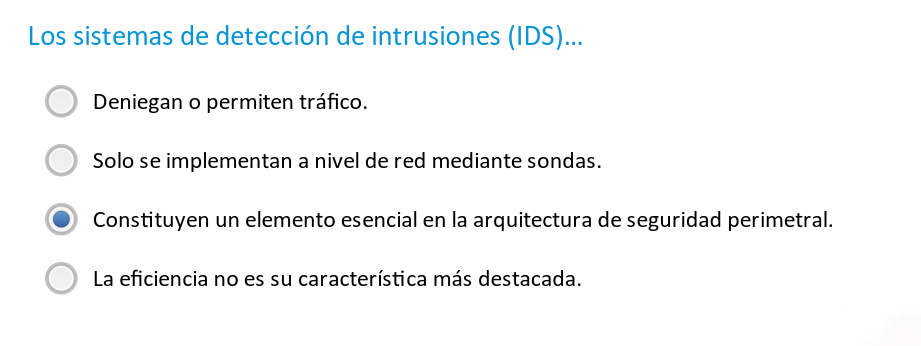 Los sistemas de detección de intrusiones (IDS)...
Deniegan o permiten tráfico.
Solo se implementan a nivel de red mediante sondas.
Constituyen un elemento esencial en la arquitectura de seguridad perimetral.
La eficiencia no es su característica más destacada.